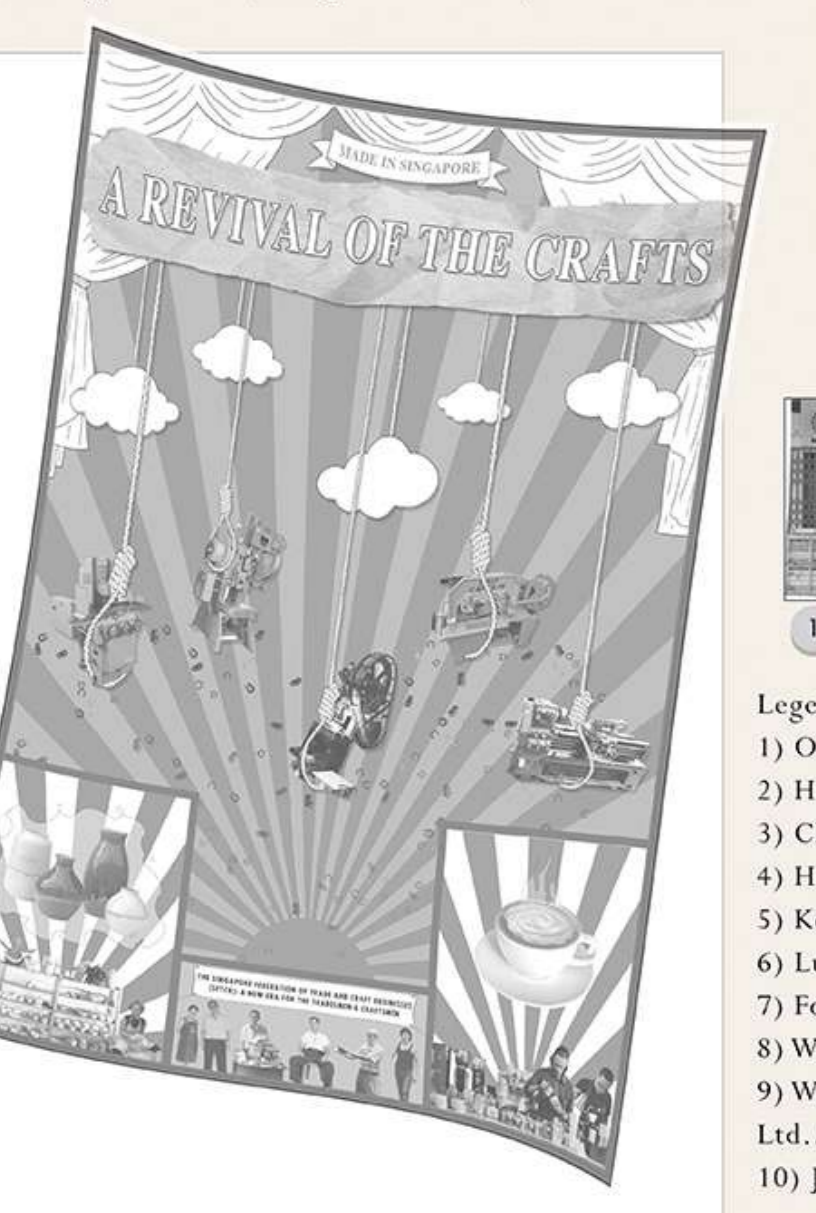 MADE IN SINGAPORE
A REVIVAL OF THE CRAFTS
THE SINGAPORE FEDERATION OF TRADE AND CRAFT BUSINESSES
(SFTCB): A NEW ERA FOR THE TRADESMEN & CRAFTSMEN
1) O
2) H
3) C
4) H
5) K
6) Lu
7) Fo
8) W
9) W
Ltd.
10) J